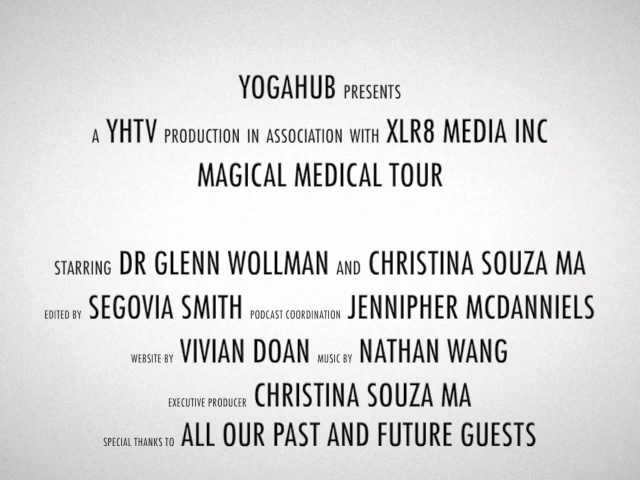 YOGAHUB PRESENTS
A YHTV PRODUCTION IN ASSOCIATION WITH XLR8 MEDIA INC
MAGICAL MEDICAL TOUR
STARRING DR GLENN WOLLMAN AND CHRISTINA SOUZA MA
EDITED BY SEGOVIA SMITH PODCAST COORDINATION JENNIPHER MCDANNIELS
WEBSITE BY VIVIAN DOAN MUSIC BY NATHAN WANG
EXECUTIVE PRODUCER CHRISTINA SOUZA MA
SPECIAL THANKS TO ALL OUR PAST AND FUTURE GUESTS